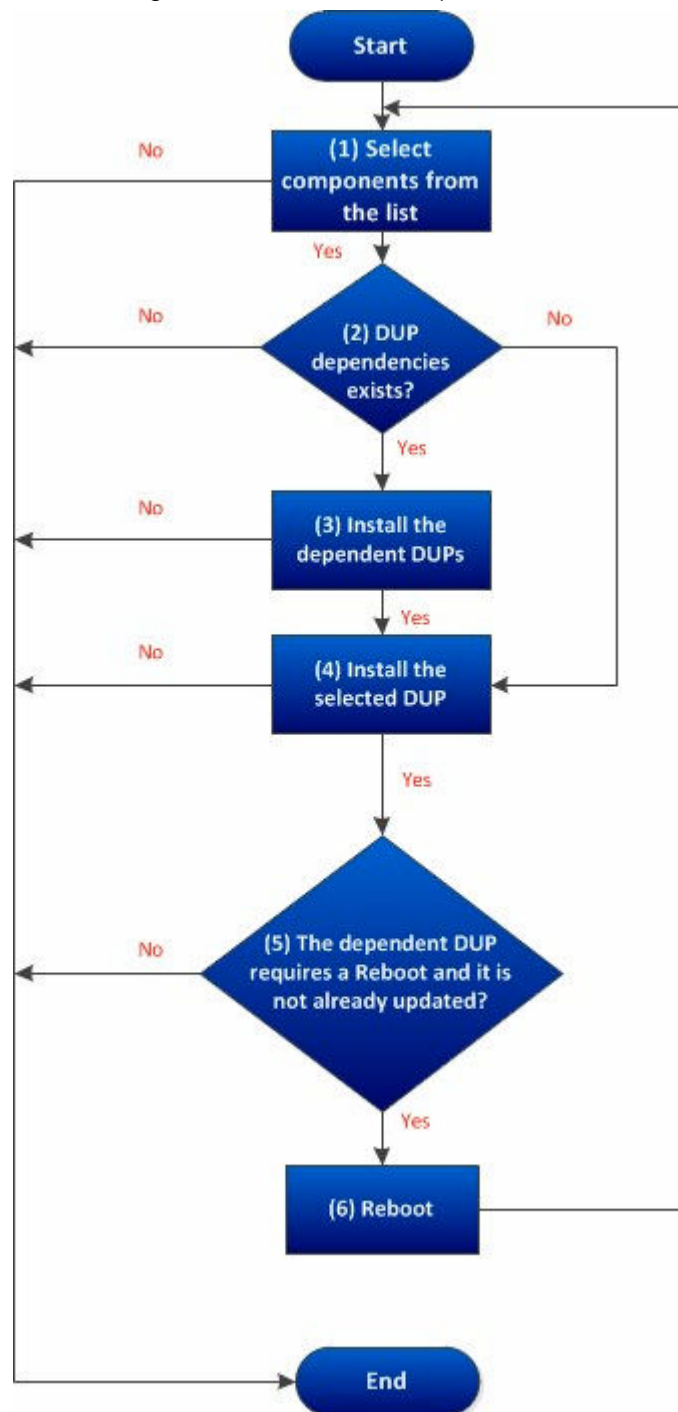 Start
(1) Select
components from
the list
No
Yes
(2) DUP
dependencies
exists?
No
No
Yes
(3) Install the
dependent DUPs
No
Yes
(4) Install the
selected DUP
No
Yes
(5) The dependent DUP
requires a Reboot and it is
not already updated?
No
Yes
(6) Reboot
End